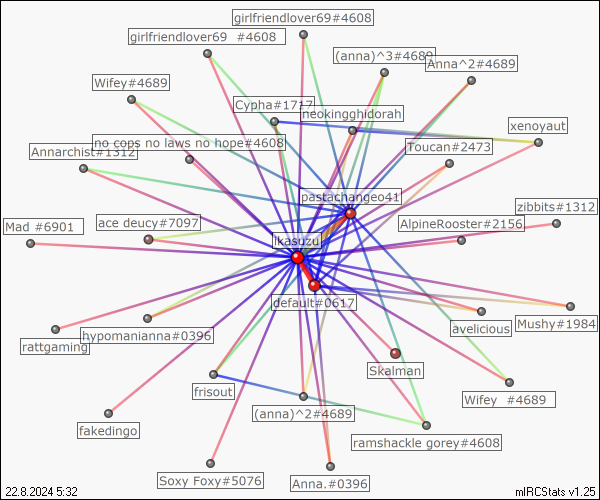 girlfriendlover69#4608
girlfriendlover69 #4608
(anna)^3#4689
Anna^2#4689
Wifey#4689
Cypha#1717
neokingghidorah
xenoyaut
no cops no laws no hope#4608
Toucan#2473
Annarchist#1312
pastachangeo41
zibbits#1312
Mad #6901
ace deucy#7097
AlpineRooster#2156
lkasuzu
default#0617
Mushy#1984
avelicious
hypomanianna#0396
rattgaming
Skalman
frisout
Wifey #4689
(anna)^2#4689
fakedingo
ramshackle gorey#4608
Soxy Foxy#5076
Anna.#0396
22.8.2024 5:32
mIRCStats v1.25